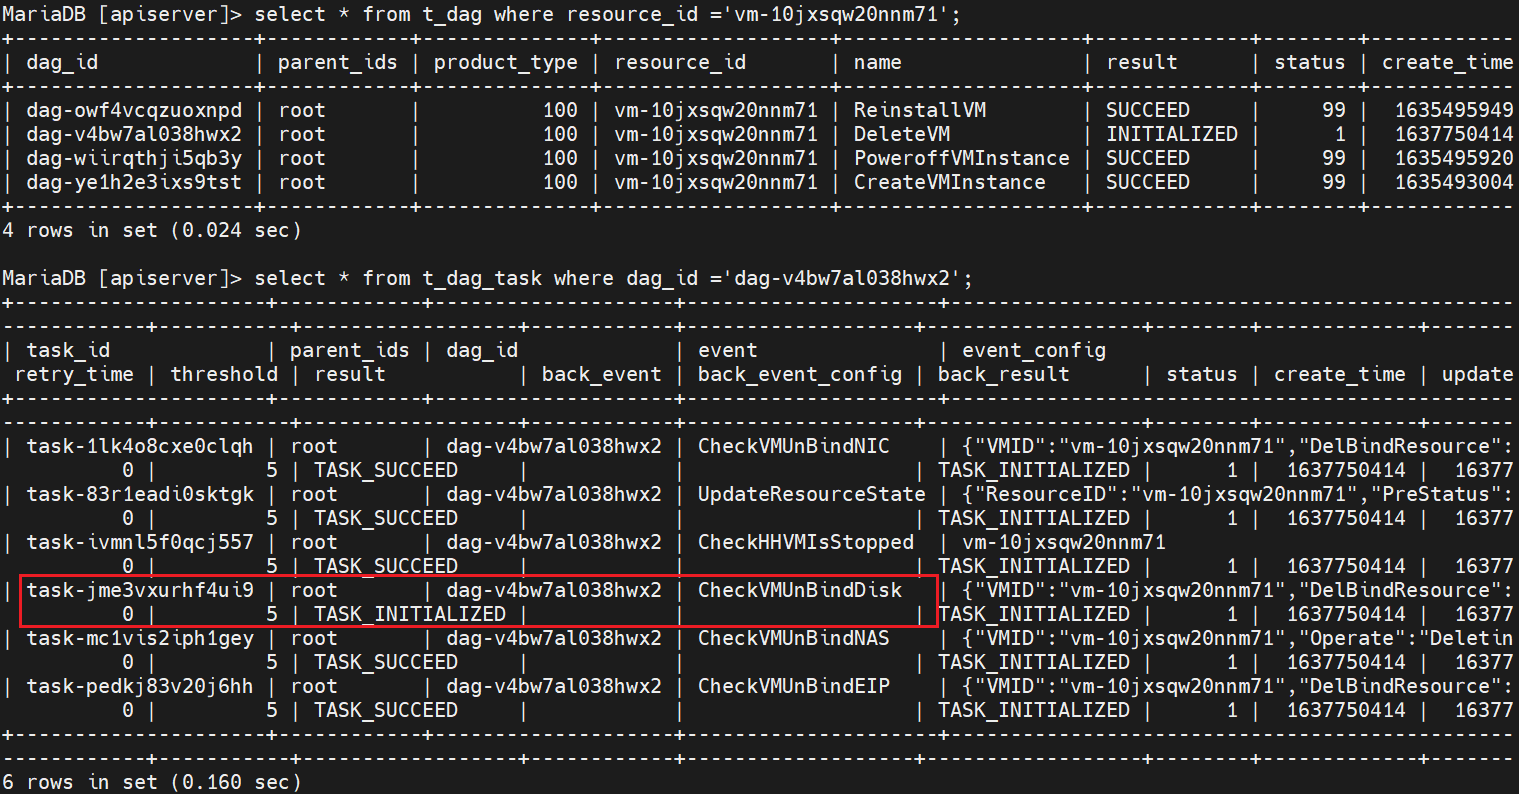 MariaDB [apiserver]> select * from t_dag where resource_id ='vm-10jxsqw20nnm71';
+--------------------+------------+--------------+-------------------+--------------------+-------------+--------+------------
| dag_id             | parent_ids | product_type | resource_id       | name               | result      | status | create_time
+--------------------+------------+--------------+-------------------+--------------------+-------------+--------+------------
| dag-owf4vcqzuoxnpd | root       |          100 | vm-10jxsqw20nnm71 | ReinstallVM        | SUCCEED     |     99 |  1635495949
| dag-v4bw7al038hwx2 | root       |          100 | vm-10jxsqw20nnm71 | DeleteVM           | INITIALIZED |      1 |  1637750414
| dag-wiirqthji5qb3y | root       |          100 | vm-10jxsqw20nnm71 | PoweroffVMInstance | SUCCEED     |     99 |  1635495920
| dag-ye1h2e3ixs9tst | root       |          100 | vm-10jxsqw20nnm71 | CreateVMInstance   | SUCCEED     |     99 |  1635493004
+--------------------+------------+--------------+-------------------+--------------------+-------------+--------+------------
4 rows in set (0.024 sec)
MariaDB [apiserver]> select * from t_dag_task where dag_id ='dag-v4bw7al038hwx2';
+---------------------+------------+--------------------+---------------------+-----------------------------------------------
------------+-----------+------------------+------------+-------------------+------------------+--------+-------------+-------
| task_id             | parent_ids | dag_id             | event               | event_config
 retry_time | threshold | result           | back_event | back_event_config | back_result      | status | create_time | update
+---------------------+------------+--------------------+---------------------+-----------------------------------------------
------------+-----------+------------------+------------+-------------------+------------------+--------+-------------+-------
| task-1lk4o8cxe0clqh | root       | dag-v4bw7al038hwx2 | CheckVMUnBindNIC    | {"VMID":"vm-10jxsqw20nnm71","DelBindResource":
          0 |         5 | TASK_SUCCEED     |            |                   | TASK_INITIALIZED |      1 |  1637750414 |  16377
| task-83r1eadi0sktgk | root       | dag-v4bw7al038hwx2 | UpdateResourceState | {"ResourceID":"vm-10jxsqw20nnm71","PreStatus":
          0 |         5 | TASK_SUCCEED     |            |                   | TASK_INITIALIZED |      1 |  1637750414 |  16377
| task-ivmnl5f0qcj557 | root       | dag-v4bw7al038hwx2 | CheckHHVMIsStopped  | vm-10jxsqw20nnm71
          0 |         5 | TASK_SUCCEED     |            |                   | TASK_INITIALIZED |      1 |  1637750414 |  16377
| task-jme3vxurhf4ui9 | root       | dag-v4bw7al038hwx2 | CheckVMUnBindDisk   | {"VMID":"vm-10jxsqw20nnm71","DelBindResource":
          0 |         5 | TASK_INITIALIZED |            |                   | TASK_INITIALIZED |      1 |  1637750414 |  16377
| task-mc1vis2iph1gey | root       | dag-v4bw7al038hwx2 | CheckVMUnBindNAS    | {"VMID":"vm-10jxsqw20nnm71","Operate":"Deletin
          0 |         5 | TASK_SUCCEED     |            |                   | TASK_INITIALIZED |      1 |  1637750414 |  16377
| task-pedkj83v20j6hh | root       | dag-v4bw7al038hwx2 | CheckVMUnBindEIP    | {"VMID":"vm-10jxsqw20nnm71","DelBindResource":
          0 |         5 | TASK_SUCCEED     |            |                   | TASK_INITIALIZED |      1 |  1637750414 |  16377
+---------------------+------------+--------------------+---------------------+-----------------------------------------------
------------+-----------+------------------+------------+-------------------+------------------+--------+-------------+-------
6 rows in set (0.160 sec)